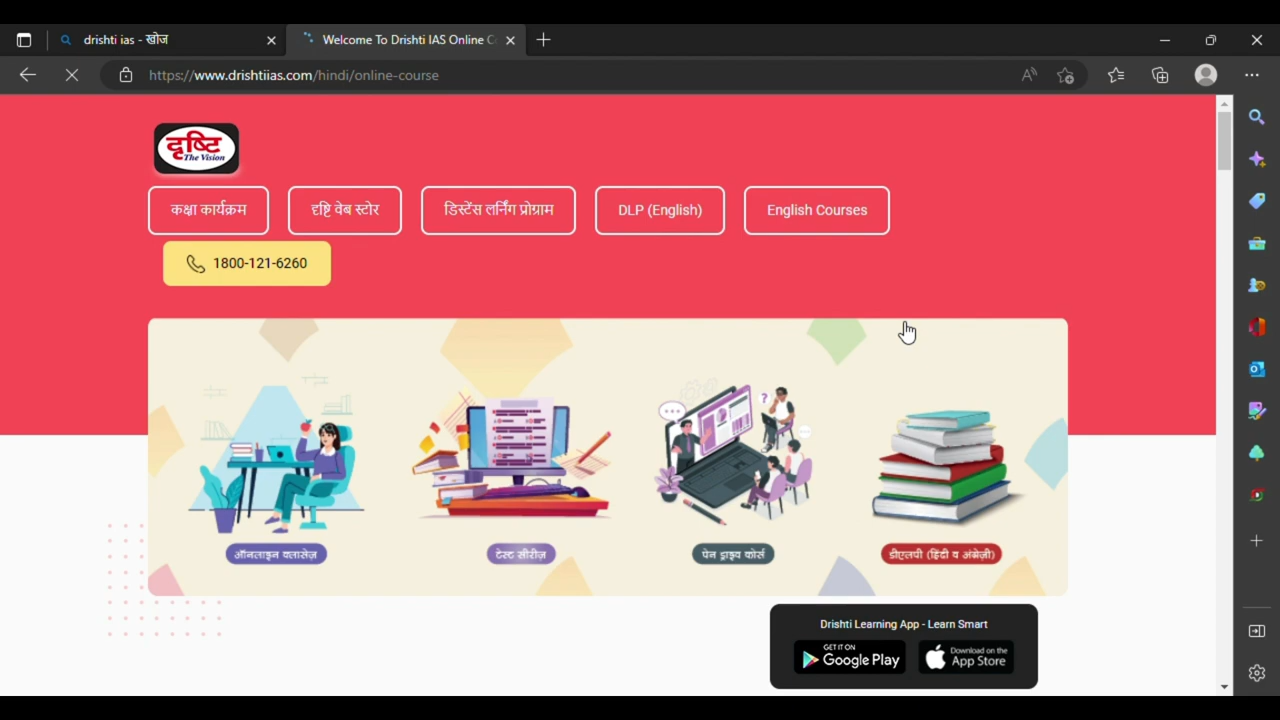 drishti ias - खोज
Welcome To Drishti IAS Online C
https://www.drishtiias.com/hindi/online-course
दृष्टि
The Vision
कक्षा कार्यक्रम
दृष्टि वेब स्टोर
डिस्टेंस लर्निंग प्रोग्राम
DLP (English)
English Courses
1800-121-6260
ऑनलाइन क्लासेज़
टेस्ट सीरीज़
पेन ड्राइव कोर्स
डीएलपी (हिंदी व अंग्रेज़ी)
Drishti Learning App - Learn Smart
GET IT ON
Google Play
Download on the
App Store